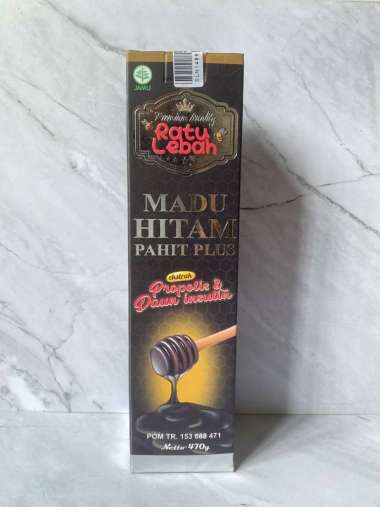 JAMU
Premium Quality
Ratu
Lebah
MADU
HITAM
PAHIT PLUS
ekstrak
Propolis &
Daun insulin
POM TR. 153 688 471
Netto 470g